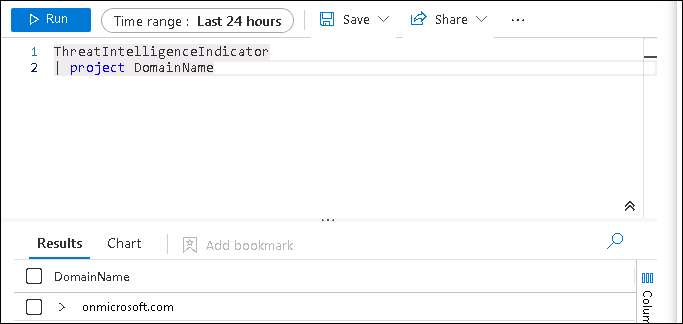 Run Time range : Last 24 hours Save Share ...
1 ThreatIntelligenceIndicator
2 | project DomainName
Results Chart Add bookmark
DomainName
onmicrosoft.com
Colum